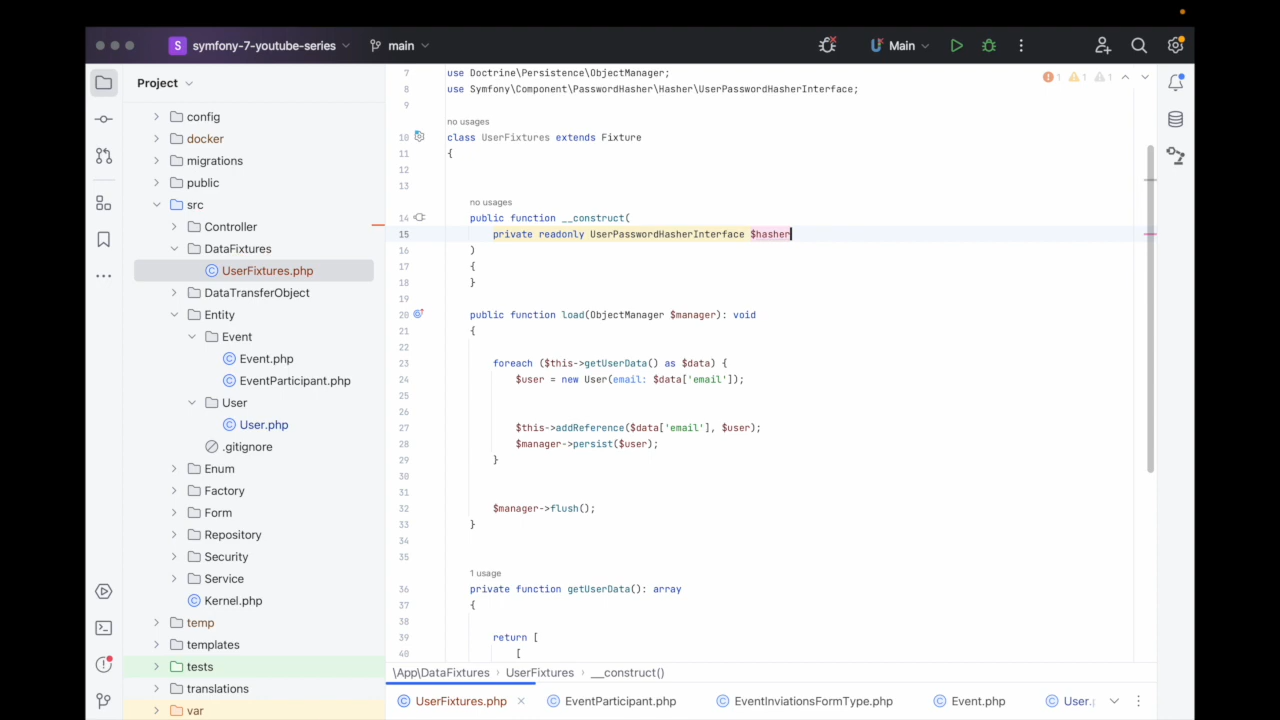 S symfony-7-youtube-series main Main
Project
config
docker
migrations
public
src
Controller
DataFixtures
UserFixtures.php
DataTransferObject
Entity
Event
Event.php
EventParticipant.php
User
User.php
.gitignore
Enum
Factory
Form
Repository
Security
Service
Kernel.php
temp
templates
tests
translations
var
7 use Doctrine\Persistence\ObjectManager;
8 use Symfony\Component\PasswordHasher\Hasher\UserPasswordHasherInterface;
9
no usages
10 class UserFixtures extends Fixture
11 {
12
13
no usages
14 public function __construct(
15 private readonly UserPasswordHasherInterface $hasher
16 )
17 {
18 }
19
20 public function load(ObjectManager $manager): void
21 {
22
23 foreach ($this->getUserData() as $data) {
24 $user = new User(email: $data['email']);
25
26
27 $this->addReference($data['email'], $user);
28 $manager->persist($user);
29 }
30
31
32 $manager->flush();
33 }
34
35
1 usage
36 private function getUserData(): array
37 {
38
39 return [
40 [
1 1 1
\App\DataFixtures › UserFixtures › __construct()
UserFixtures.php EventParticipant.php EventInviationsFormType.php Event.php User.